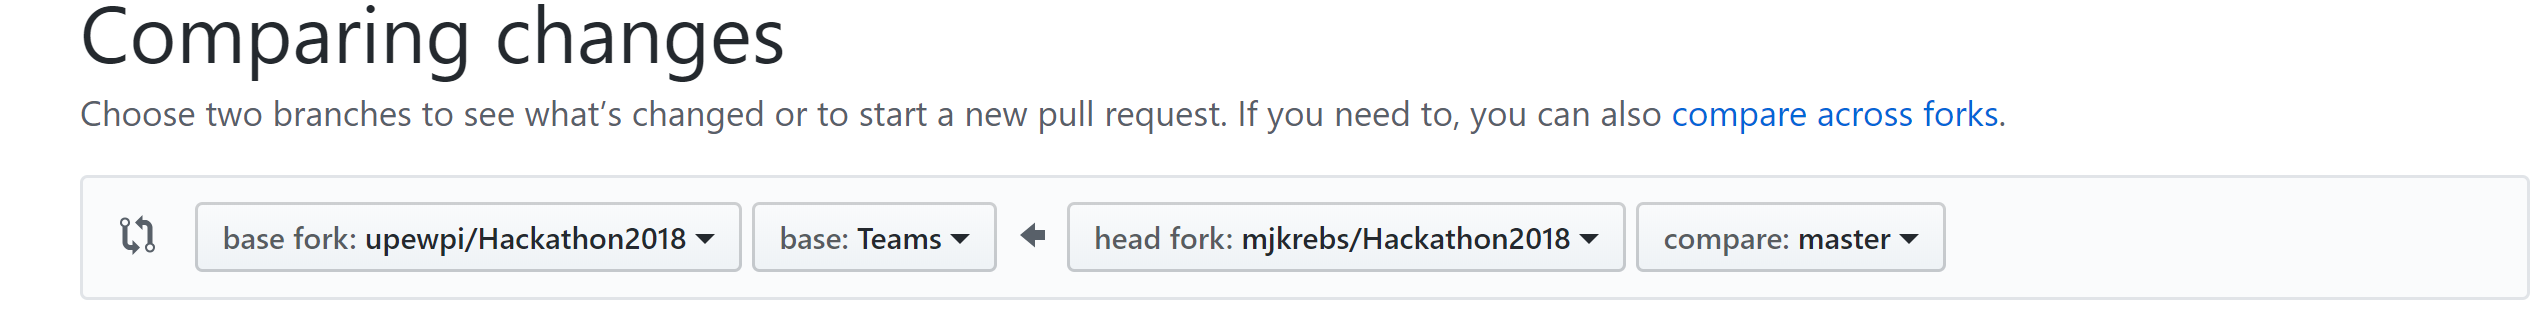 Comparing changes
Choose two branches to see what’s changed or to start a new pull request. If you need to, you can also compare across forks.
base fork: upewpi/Hackathon2018 base: Teams head fork: mjkrebs/Hackathon2018 compare: master